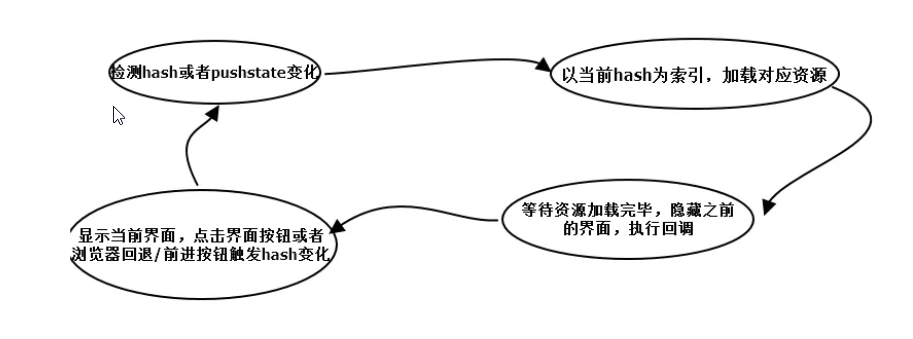 检测hash或者pushstate变化
以当前hash为索引，加载对应资源
等待资源加载完毕，隐藏之前
的界面，执行回调
显示当前界面，点击界面按钮或者
浏览器回退/前进按钮触发hash变化